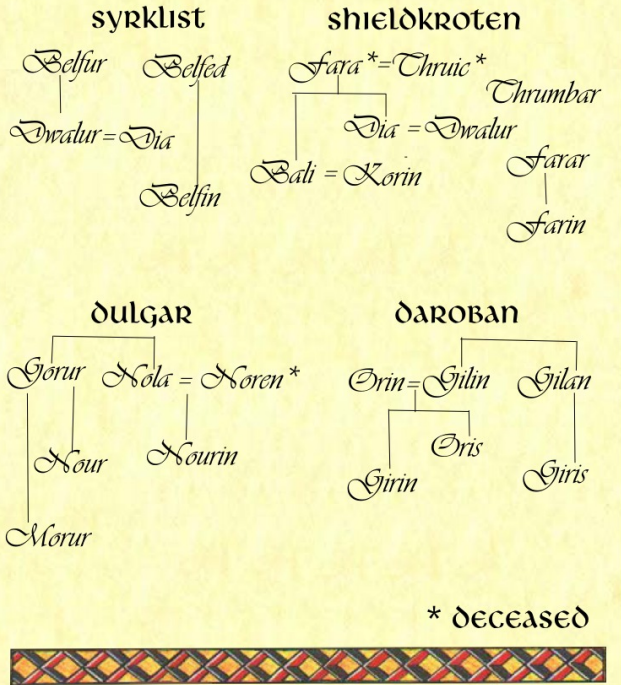 syrklist
Belfur
Belfed
Dwalur=Dia
Belfin
shieldkroten
Fara*=Thruic*
Thrumbar
Dia = Dwalur
Farar
Bali = Korin
Farin
dulgar
Gorur
Nola = Noren*
Nour
Nourin
Morur
daroban
Orin=Gilin
Gilan
Oris
Girin
Giris
* deceased